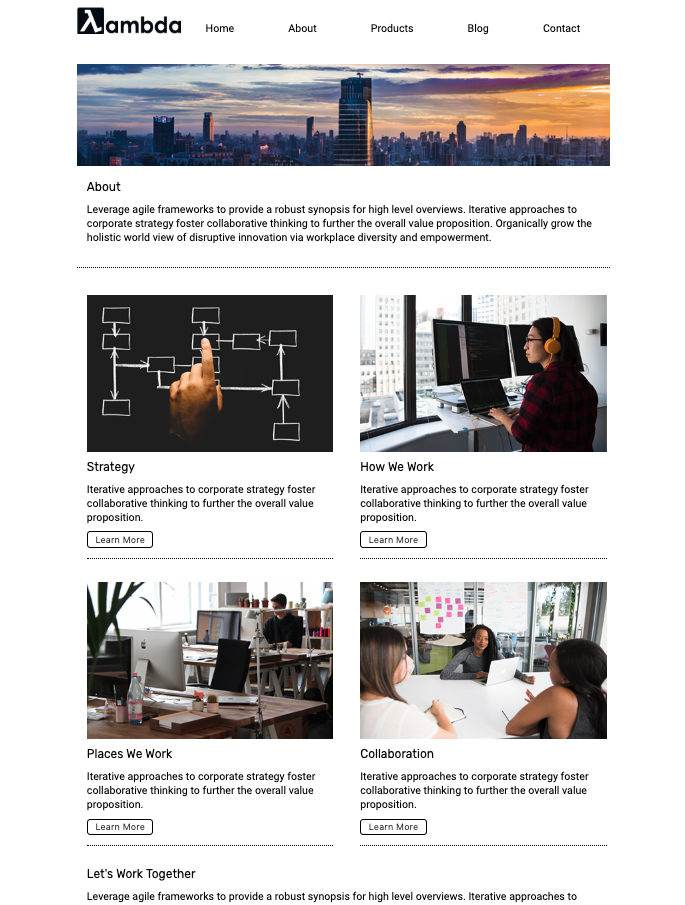 λambda
Home About Products Blog Contact
About
Leverage agile frameworks to provide a robust synopsis for high level overviews. Iterative approaches to
corporate strategy foster collaborative thinking to further the overall value proposition. Organically grow the
holistic world view of disruptive innovation via workplace diversity and empowerment.
Strategy
Iterative approaches to corporate strategy foster
collaborative thinking to further the overall value
proposition.
Learn More
How We Work
Iterative approaches to corporate strategy foster
collaborative thinking to further the overall value
proposition.
Learn More
Places We Work
Iterative approaches to corporate strategy foster
collaborative thinking to further the overall value
proposition.
Learn More
Collaboration
Iterative approaches to corporate strategy foster
collaborative thinking to further the overall value
proposition.
Learn More
Let's Work Together
Leverage agile frameworks to provide a robust synopsis for high level overviews. Iterative approaches to